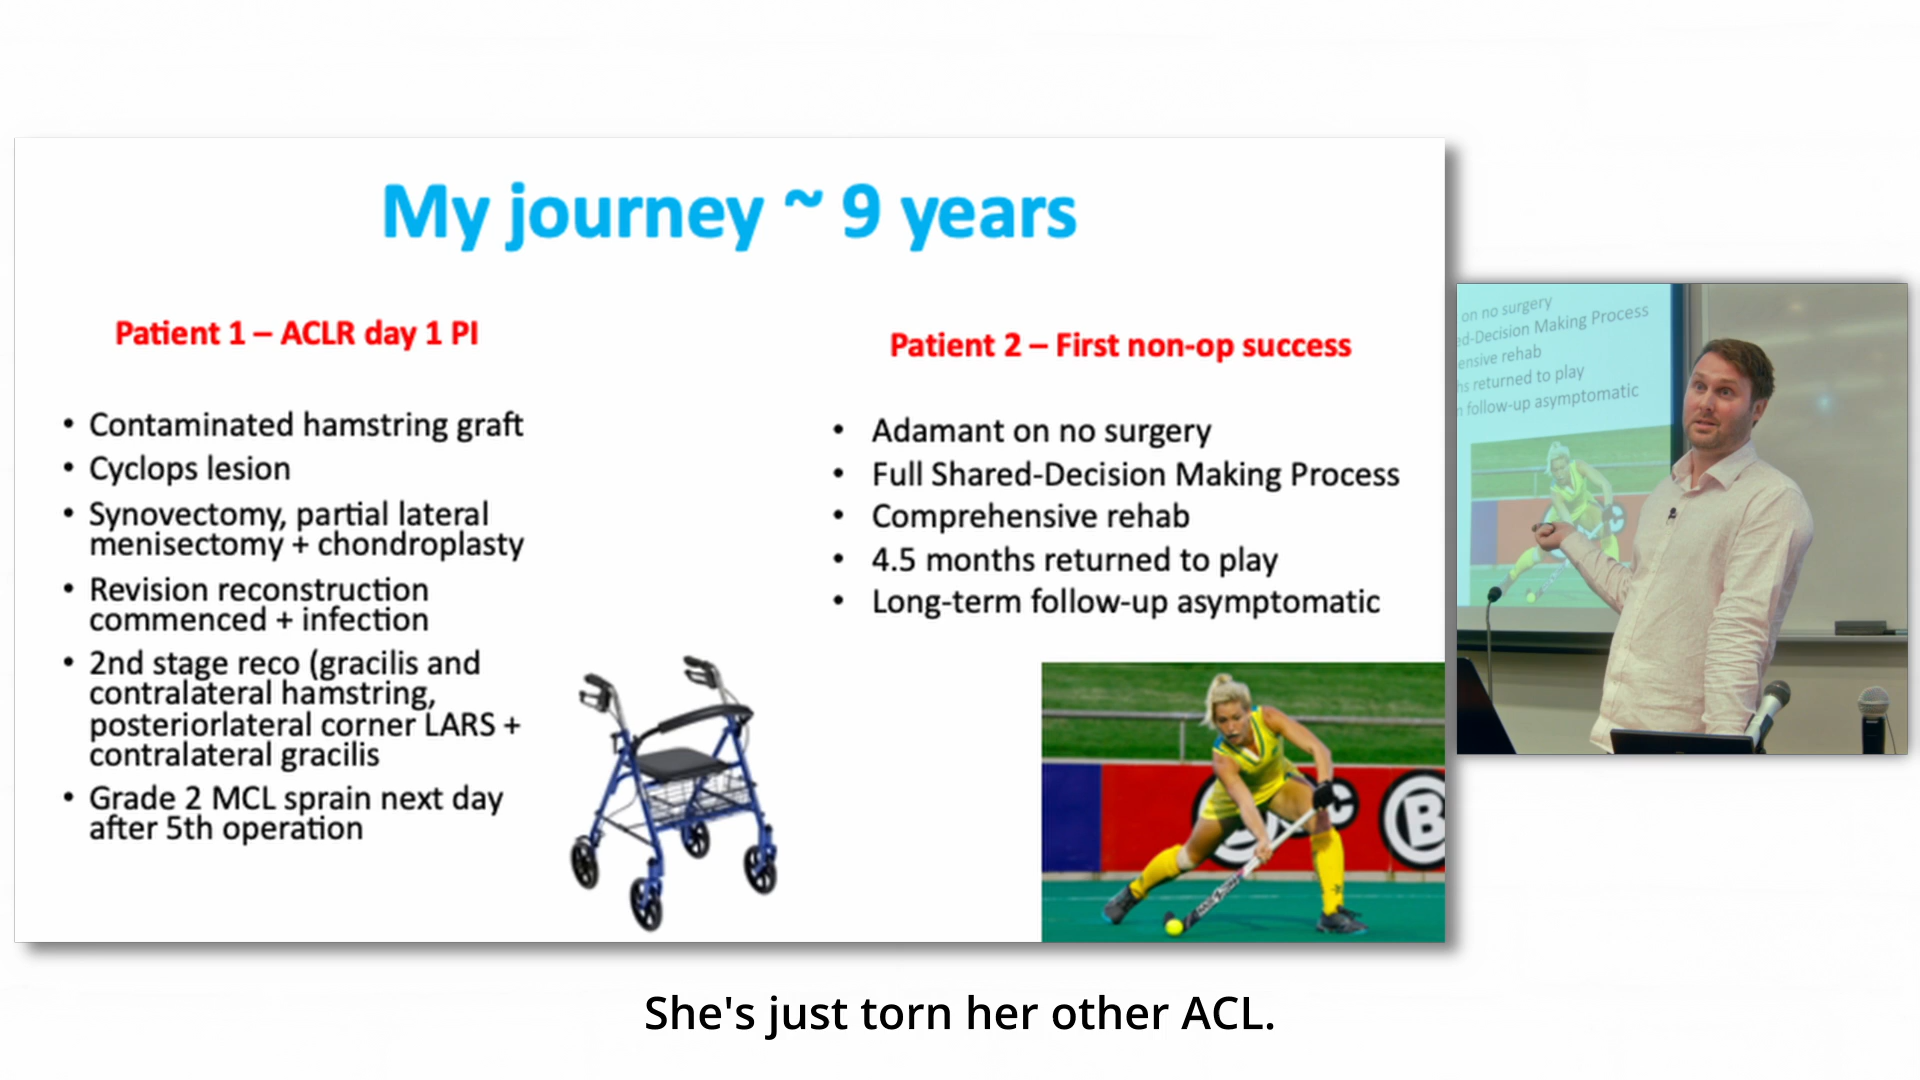 My journey ~ 9 years
Patient 1 – ACLR day 1 PI
• Contaminated hamstring graft
• Cyclops lesion
• Synovectomy, partial lateral
menisectomy + chondroplasty
• Revision reconstruction
commenced + infection
• 2nd stage reco (gracilis and
contralateral hamstring,
posteriorlateral corner LARS +
contralateral gracilis
• Grade 2 MCL sprain next day
after 5th operation
Patient 2 – First non-op success
• Adamant on no surgery
• Full Shared-Decision Making Process
• Comprehensive rehab
• 4.5 months returned to play
• Long-term follow-up asymptomatic
B
on no surgery
ed-Decision Making Process
ensive rehab
hs returned to play
follow-up asymptomatic
She's just torn her other ACL.